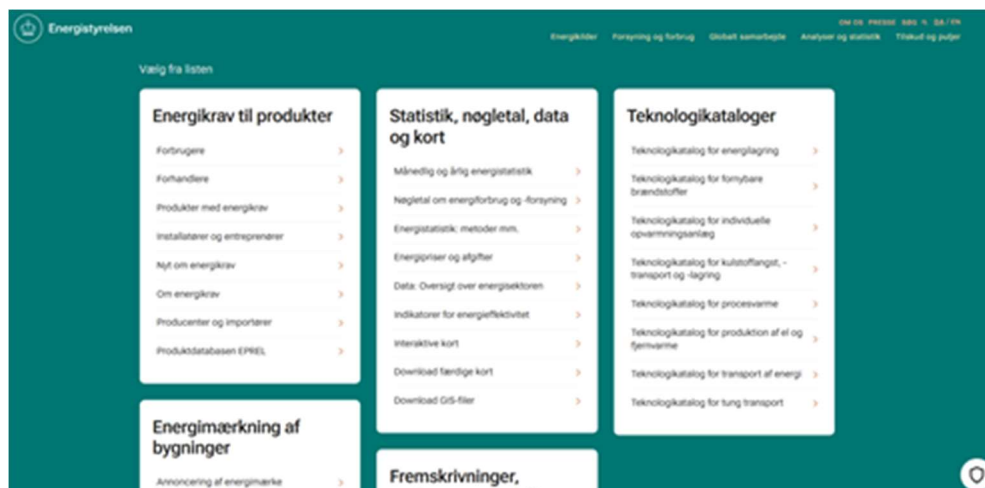 Energistyrelsen
OM OS PRESSE SØG DA / EN
Energikilder Forsyning og forbrug Globalt samarbejde Analyser og statistik Tilskud og puljer
Vælg fra listen
Energikrav til produkter
Forbrugere
Forhandlere
Produkter med energikrav
Installatører og entreprenører
Nyt om energikrav
Om energikrav
Producenter og importører
Produktdatabasen EPREL
Energimærkning af
bygninger
Annoncering af energimærke
Statistik, nøgletal, data
og kort
Månedlig og årlig energistatistik
Nøgletal om energiforbrug og -forsyning
Energistatistik: metoder mm.
Energipriser og afgifter
Data: Oversigt over energisektoren
Indikatorer for energieffektivitet
Interaktive kort
Download færdige kort
Download GIS-filer
Fremskrivninger,
Teknologikataloger
Teknologikatalog for energilagring
Teknologikatalog for fornybare
brændstoffer
Teknologikatalog for individuelle
opvarmningsanlæg
Teknologikatalog for kulstoffangst, -
transport og -lagring
Teknologikatalog for procesvarme
Teknologikatalog for produktion af el og
fjernvarme
Teknologikatalog for transport af energi
Teknologikatalog for tung transport